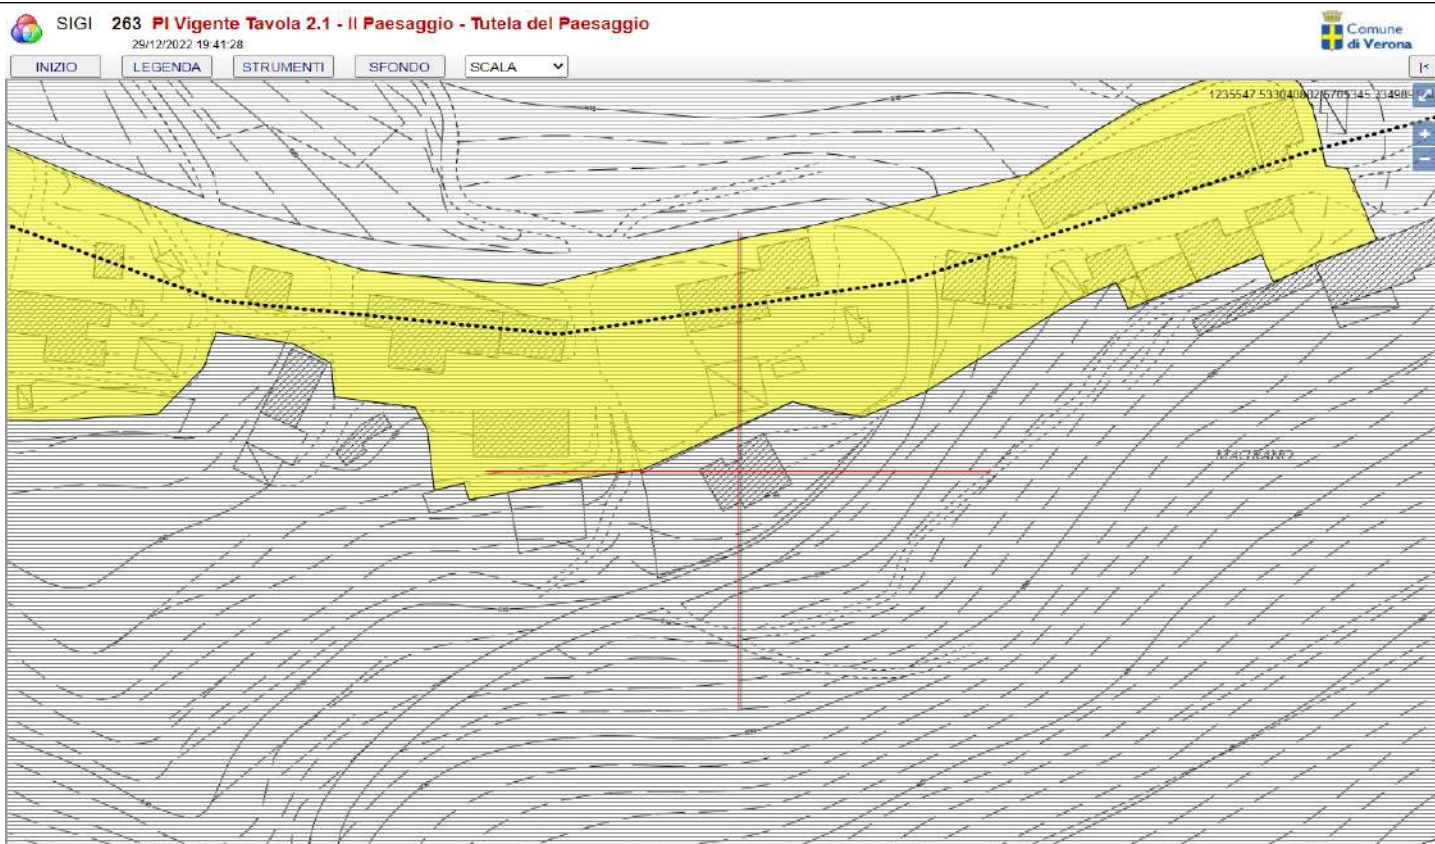 SIGI 263 PI Vigente Tavola 2.1 - Il Paesaggio - Tutela del Paesaggio
29/12/2022 19:41:28
Comune
di Verona
INIZIO LEGENDA STRUMENTI SFONDO SCALA